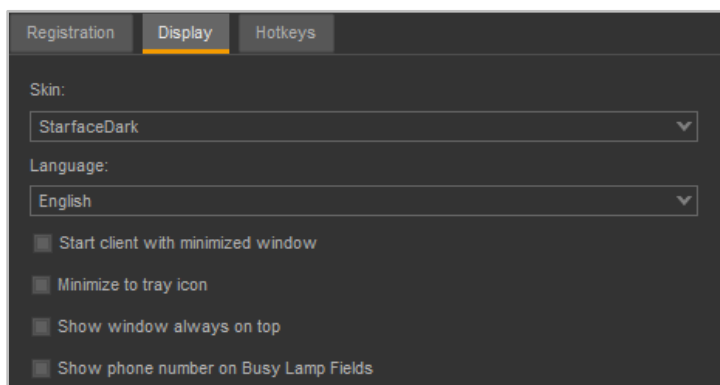 Registration Display Hotkeys
Skin:
StarfaceDark
Language:
English
Start client with minimized window
Minimize to tray icon
Show window always on top
Show phone number on Busy Lamp Fields